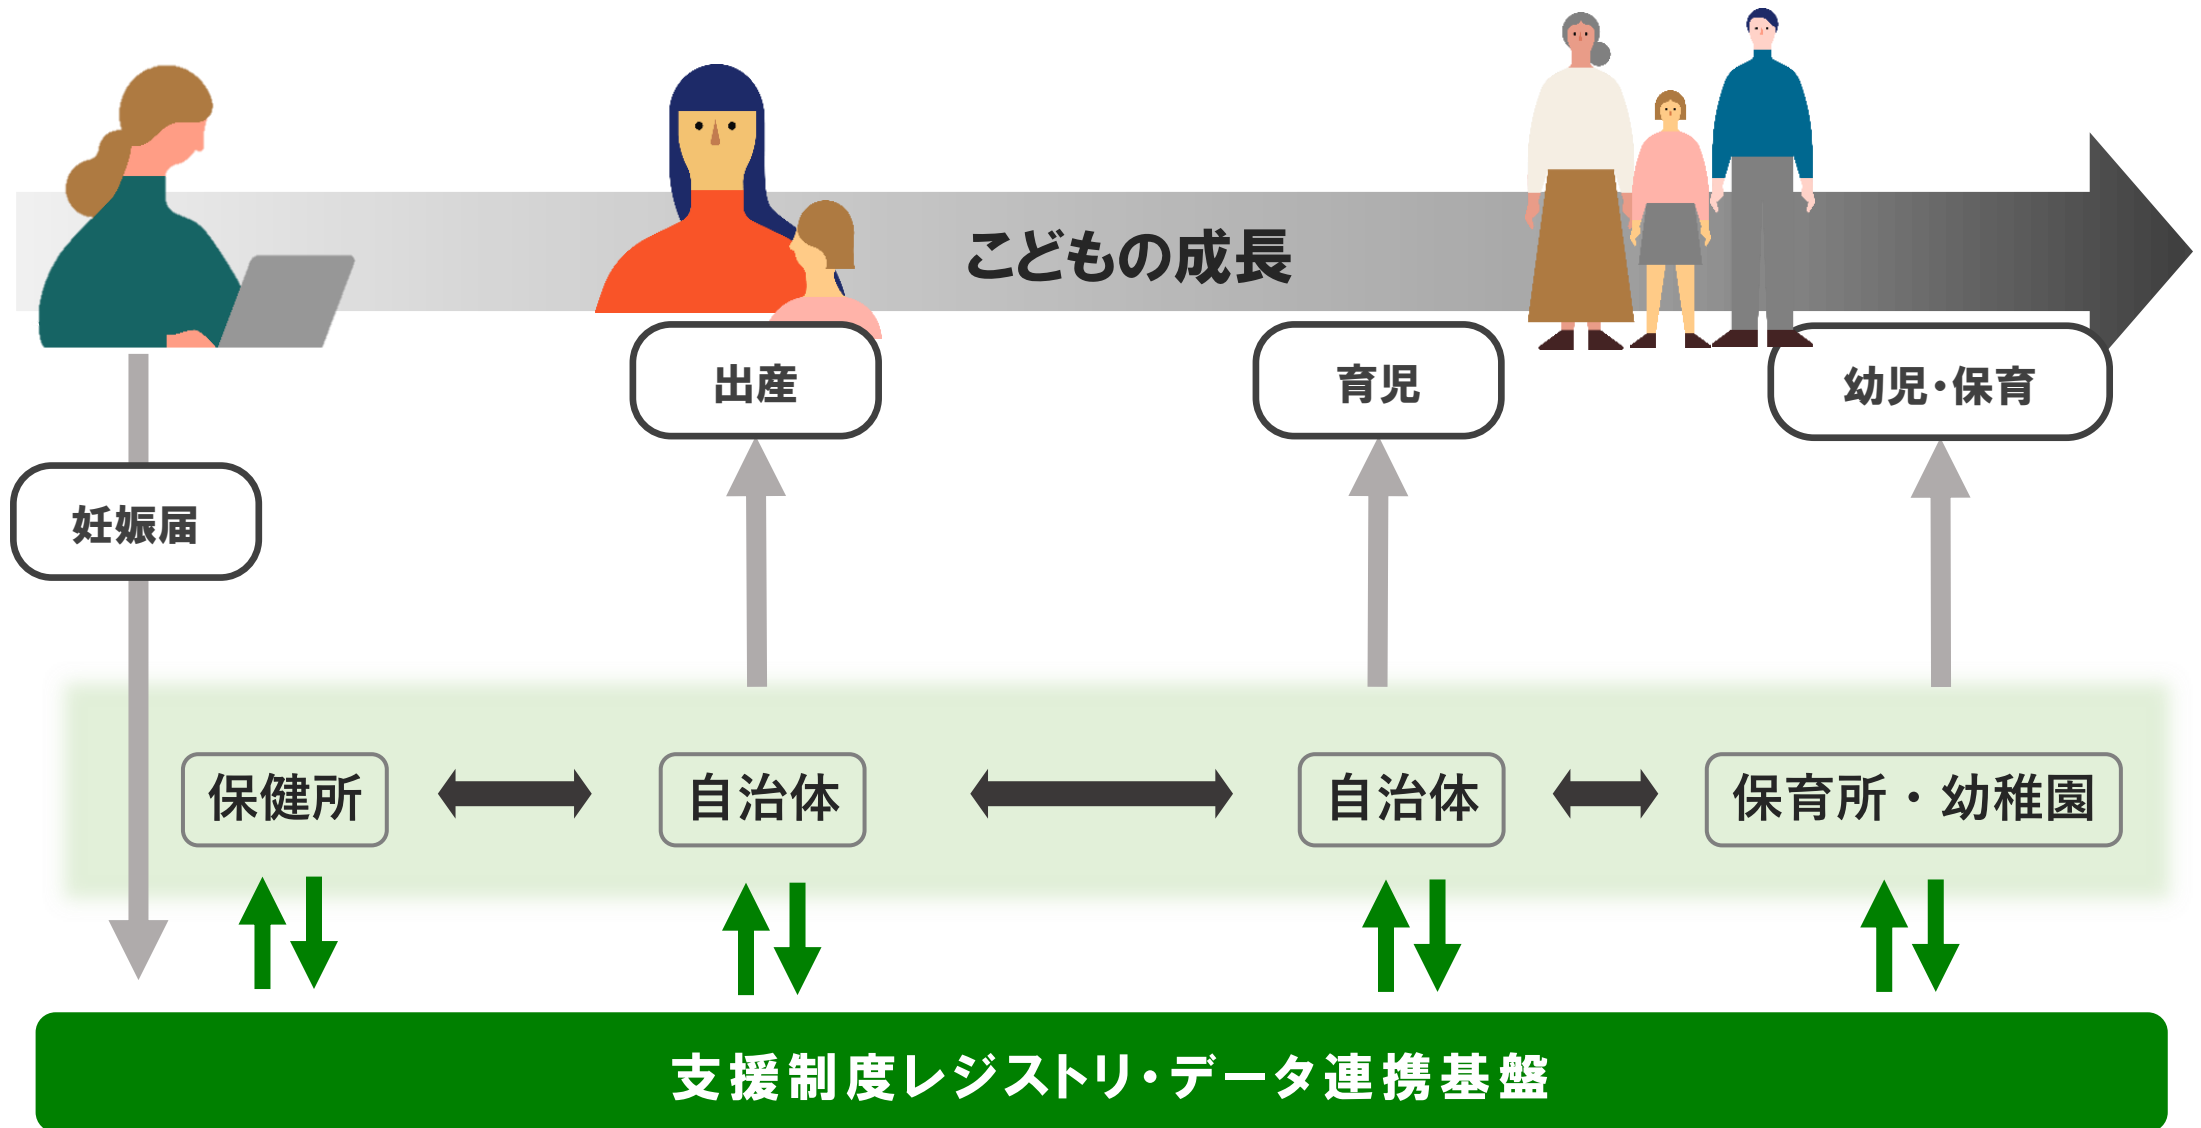 こどもの成長
出産
育児
幼児・保育
妊娠届
保健所
自治体
自治体
保育所・幼稚園
支援制度レジストリ・データ連携基盤